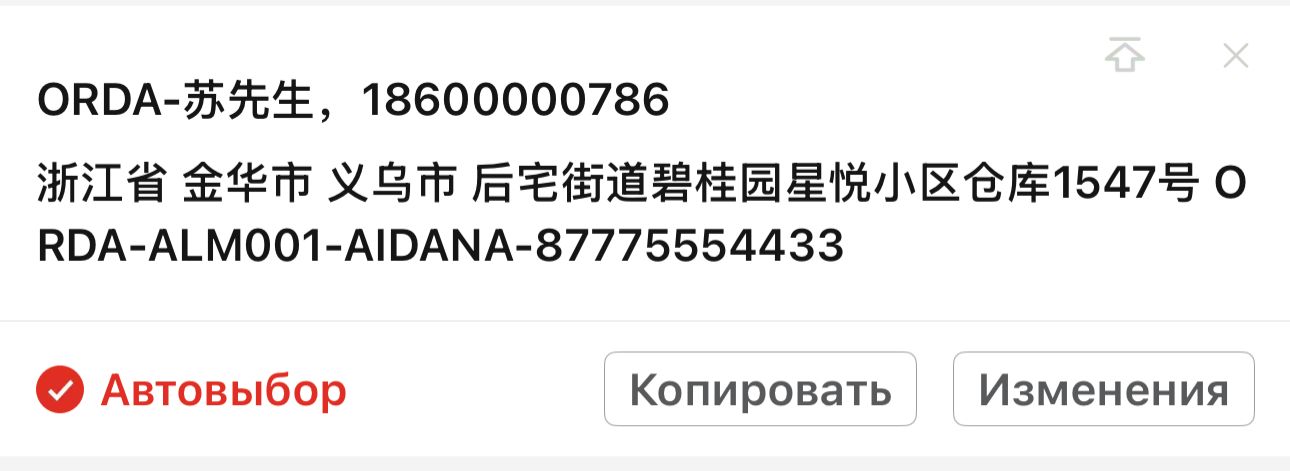 ORDA-苏先生，18600000786
浙江省 金华市 义乌市 后宅街道碧桂园星悦小区仓库1547号 O
RDA-ALM001-AIDANA-87775554433
Автовыбор
Копировать
Изменения